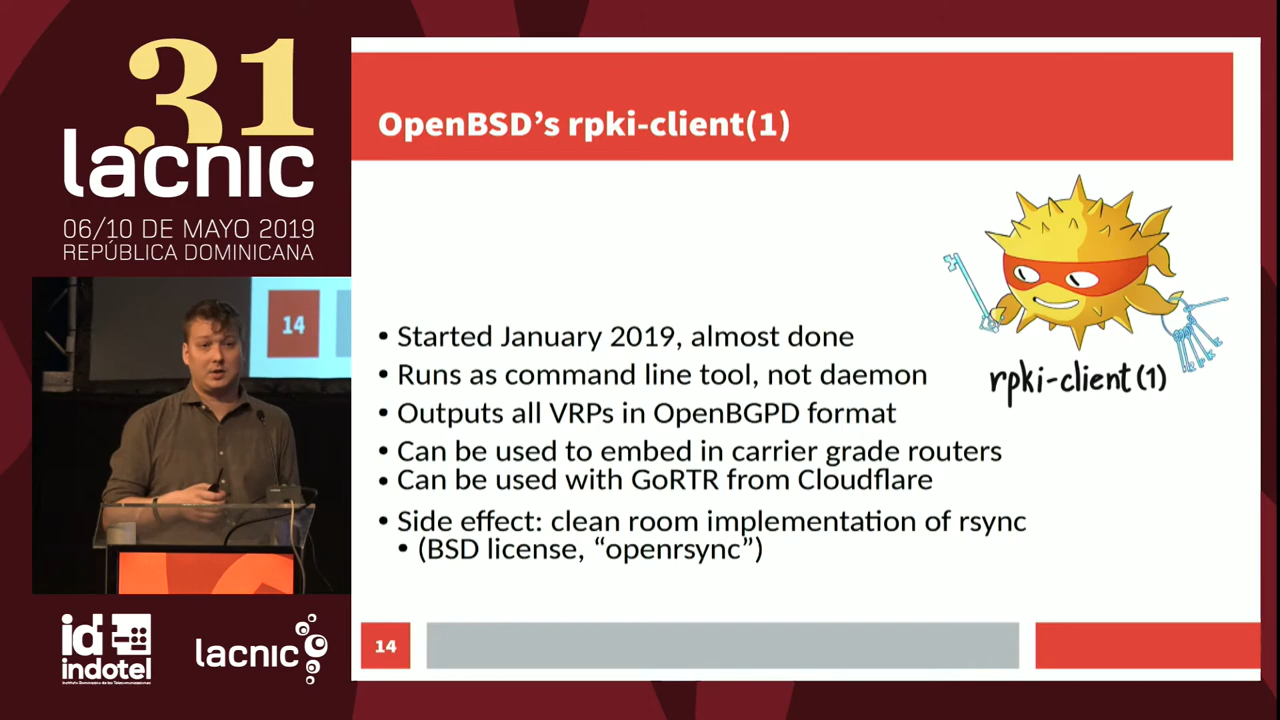 31
lacnic
06/10 DE MAYO 2019
REPÚBLICA DOMINICANA
14
id
indotel
lacnic
OpenBSD’s rpki-client(1)
rpki-client(1)
• Started January 2019, almost done
• Runs as command line tool, not daemon
• Outputs all VRPs in OpenBGPD format
• Can be used to embed in carrier grade routers
• Can be used with GoRTR from Cloudflare
• Side effect: clean room implementation of rsync
• (BSD license, “openrsync”)
14